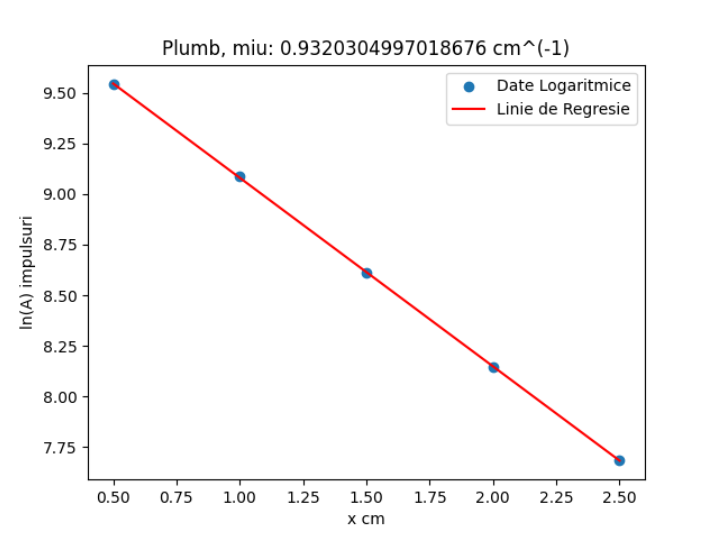 Plumb, miu: 0.9320304997018676 cm^(-1)
Date Logaritmice
Linie de Regresie
ln(A) impulsuri
9.50
9.25
9.00
8.75
8.50
8.25
8.00
7.75
0.50 0.75 1.00 1.25 1.50 1.75 2.00 2.25 2.50
x cm